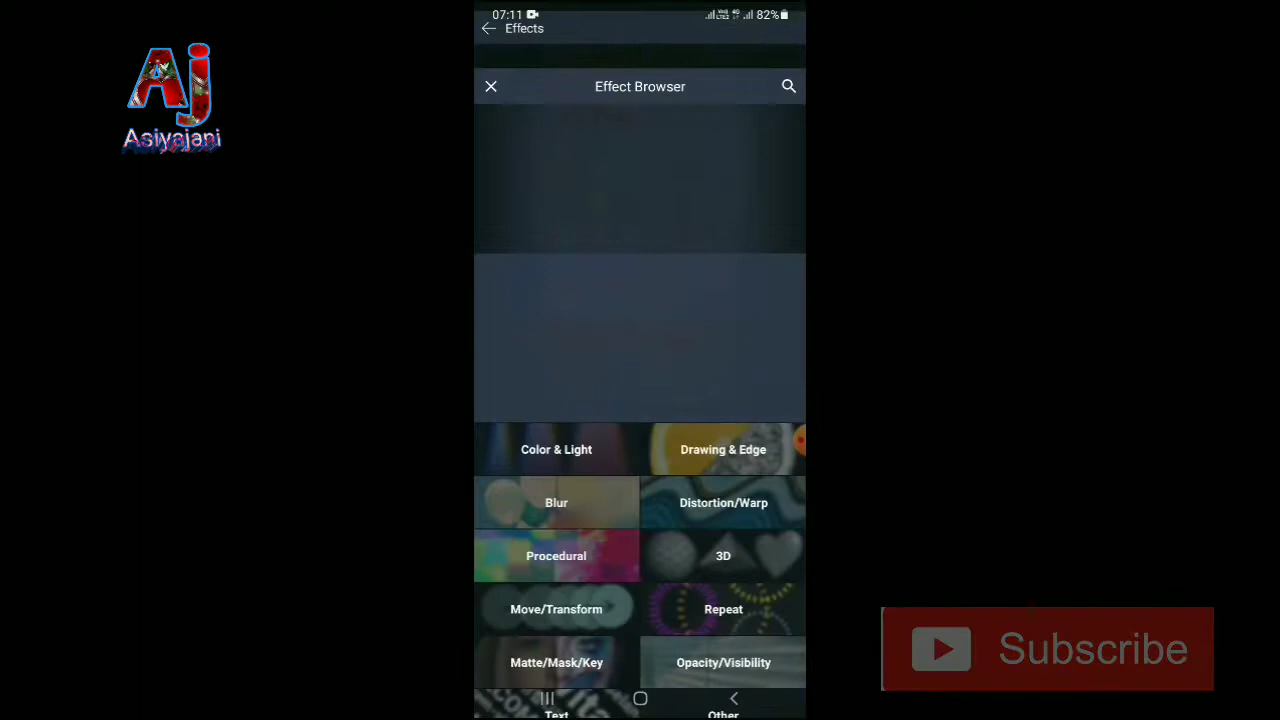 07:11
82%
Effects
Effect Browser
Aj
Asiyajani
Color & Light
Drawing & Edge
Blur
Distortion/Warp
Procedural
3D
Move/Transform
Repeat
Matte/Mask/Key
Opacity/Visibility
Text
Other
Subscribe